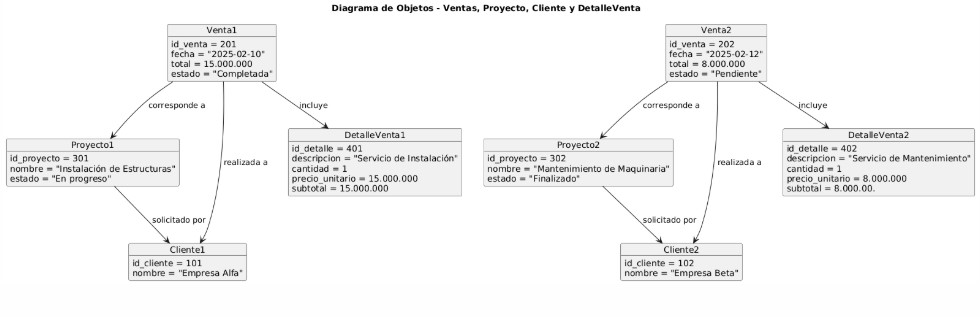 Diagrama de Objetos - Ventas, Proyecto, Cliente y DetalleVenta
Venta1
id_venta = 201
fecha = "2025-02-10"
total = 15.000.000
estado = "Completada"
corresponde a
incluye
realizada a
Proyecto1
id_proyecto = 301
nombre = "Instalación de Estructuras"
estado = "En progreso"
DetalleVenta1
id_detalle = 401
descripcion = "Servicio de Instalación"
cantidad = 1
precio_unitario = 15.000.000
subtotal = 15.000.000
solicitado por
Cliente1
id_cliente = 101
nombre = "Empresa Alfa"
Venta2
id_venta = 202
fecha = "2025-02-12"
total = 8.000.000
estado = "Pendiente"
corresponde a
incluye
realizada a
Proyecto2
id_proyecto = 302
nombre = "Mantenimiento de Maquinaria"
estado = "Finalizado"
DetalleVenta2
id_detalle = 402
descripcion = "Servicio de Mantenimiento"
cantidad = 1
precio_unitario = 8.000.000
subtotal = 8.000.00.
solicitado por
Cliente2
id_cliente = 102
nombre = "Empresa Beta"